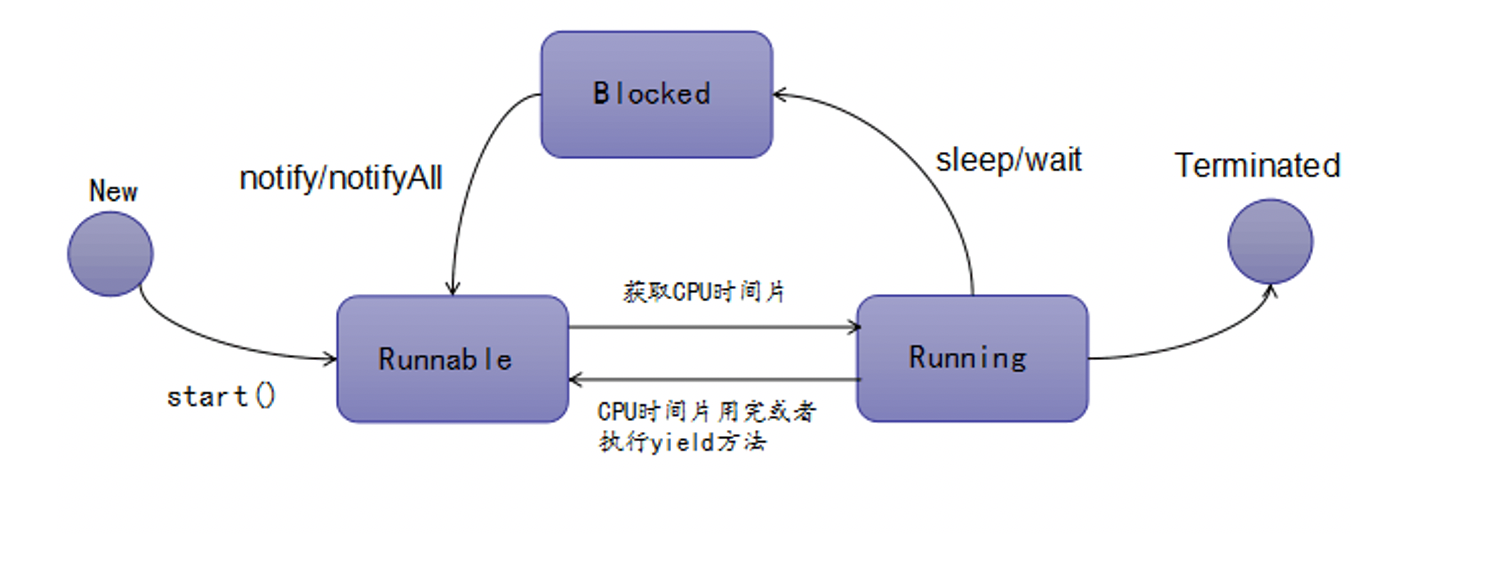 Blocked
sleep/wait
Terminated
notify/notifyAll
New
获取CPU时间片
Runnable
Running
start()
CPU时间片用完或者
执行yield方法